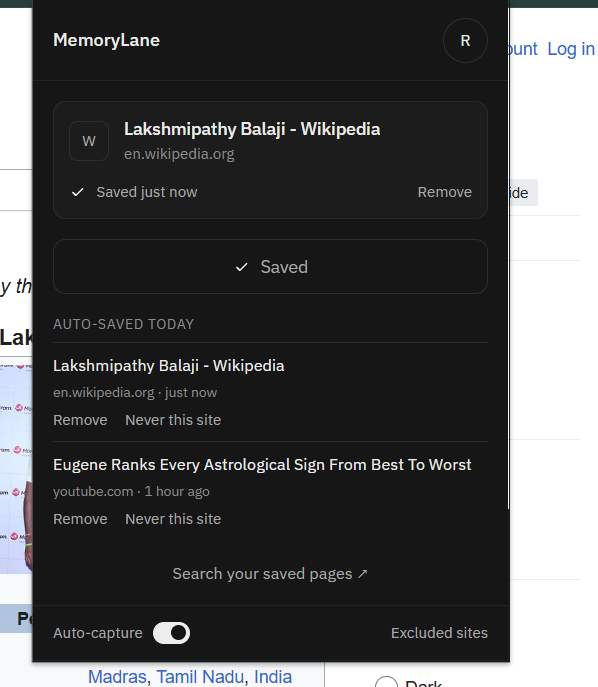 MemoryLane
R
ount Log in
W
Lakshmipathy Balaji - Wikipedia
en.wikipedia.org
Saved just now
Remove
ide
Saved
y th
AUTO-SAVED TODAY
Lak
Lakshmipathy Balaji - Wikipedia
en.wikipedia.org · just now
Remove
Never this site
Eugene Ranks Every Astrological Sign From Best To Worst
youtube.com · 1 hour ago
Remove
Never this site
Search your saved pages ↗
Pe
Auto-capture
Excluded sites
Madras, Tamil Nadu, India
Dark